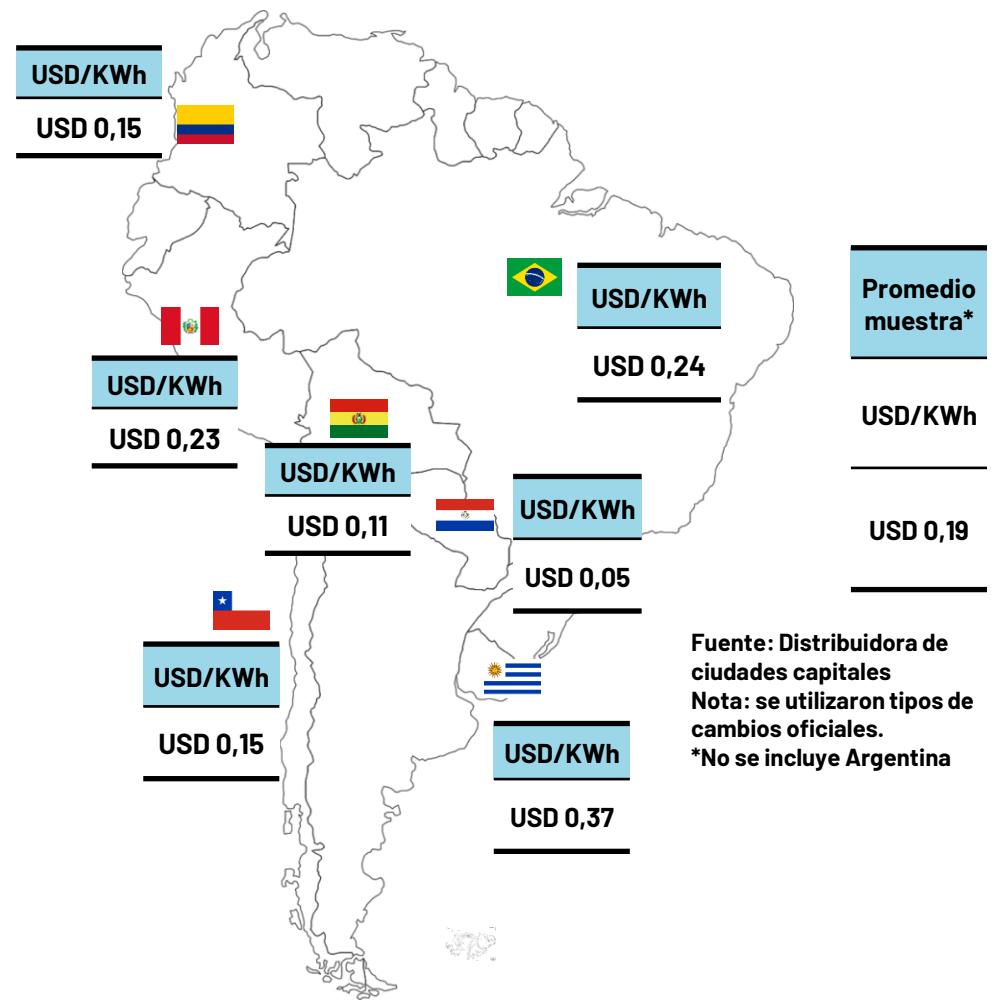 USD/KWh
USD 0,15
USD/KWh
USD 0,24
Promedio
muestra*
USD/KWh
USD 0,19
USD/KWh
USD 0,23
USD/KWh
USD 0,11
USD/KWh
USD 0,05
USD/KWh
USD 0,15
USD/KWh
USD 0,37
Fuente: Distribuidora de
ciudades capitales
Nota: se utilizaron tipos de
cambios oficiales.
*No se incluye Argentina